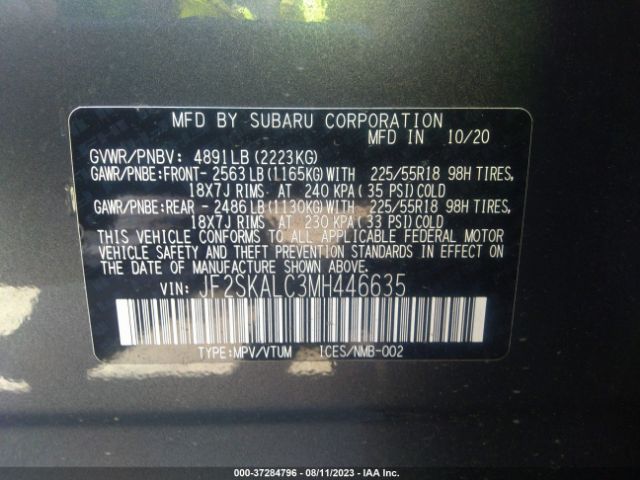 MFD BY SUBARU CORPORATION
MFD IN 10/20
GVWR/PNBV: 4891LB (2223KG)
GAWR/PNBE:FRONT- 2563 LB (1165KG) WITH 225/55R18 98H TIRES,
18X7J RIMS AT 240 KPA (35 PSI) COLD
GAWR/PNBE:REAR - 2486 LB (1130KG) WITH 225/55R18 98H TIRES,
18X7J RIMS AT 230 KPA (33 PSI) COLD
THIS VEHICLE CONFORMS TO ALL APPLICABLE FEDERAL MOTOR
VEHICLE SAFETY AND THEFT PREVENTION STANDARDS IN EFFECT ON
THE DATE OF MANUFACTURE SHOWN ABOVE.
VIN: JF2SKALC3MH446635
TYPE:MPV/VTUM ICES/NMB-002
000-37284796 - 08/11/2023 - IAA Inc.